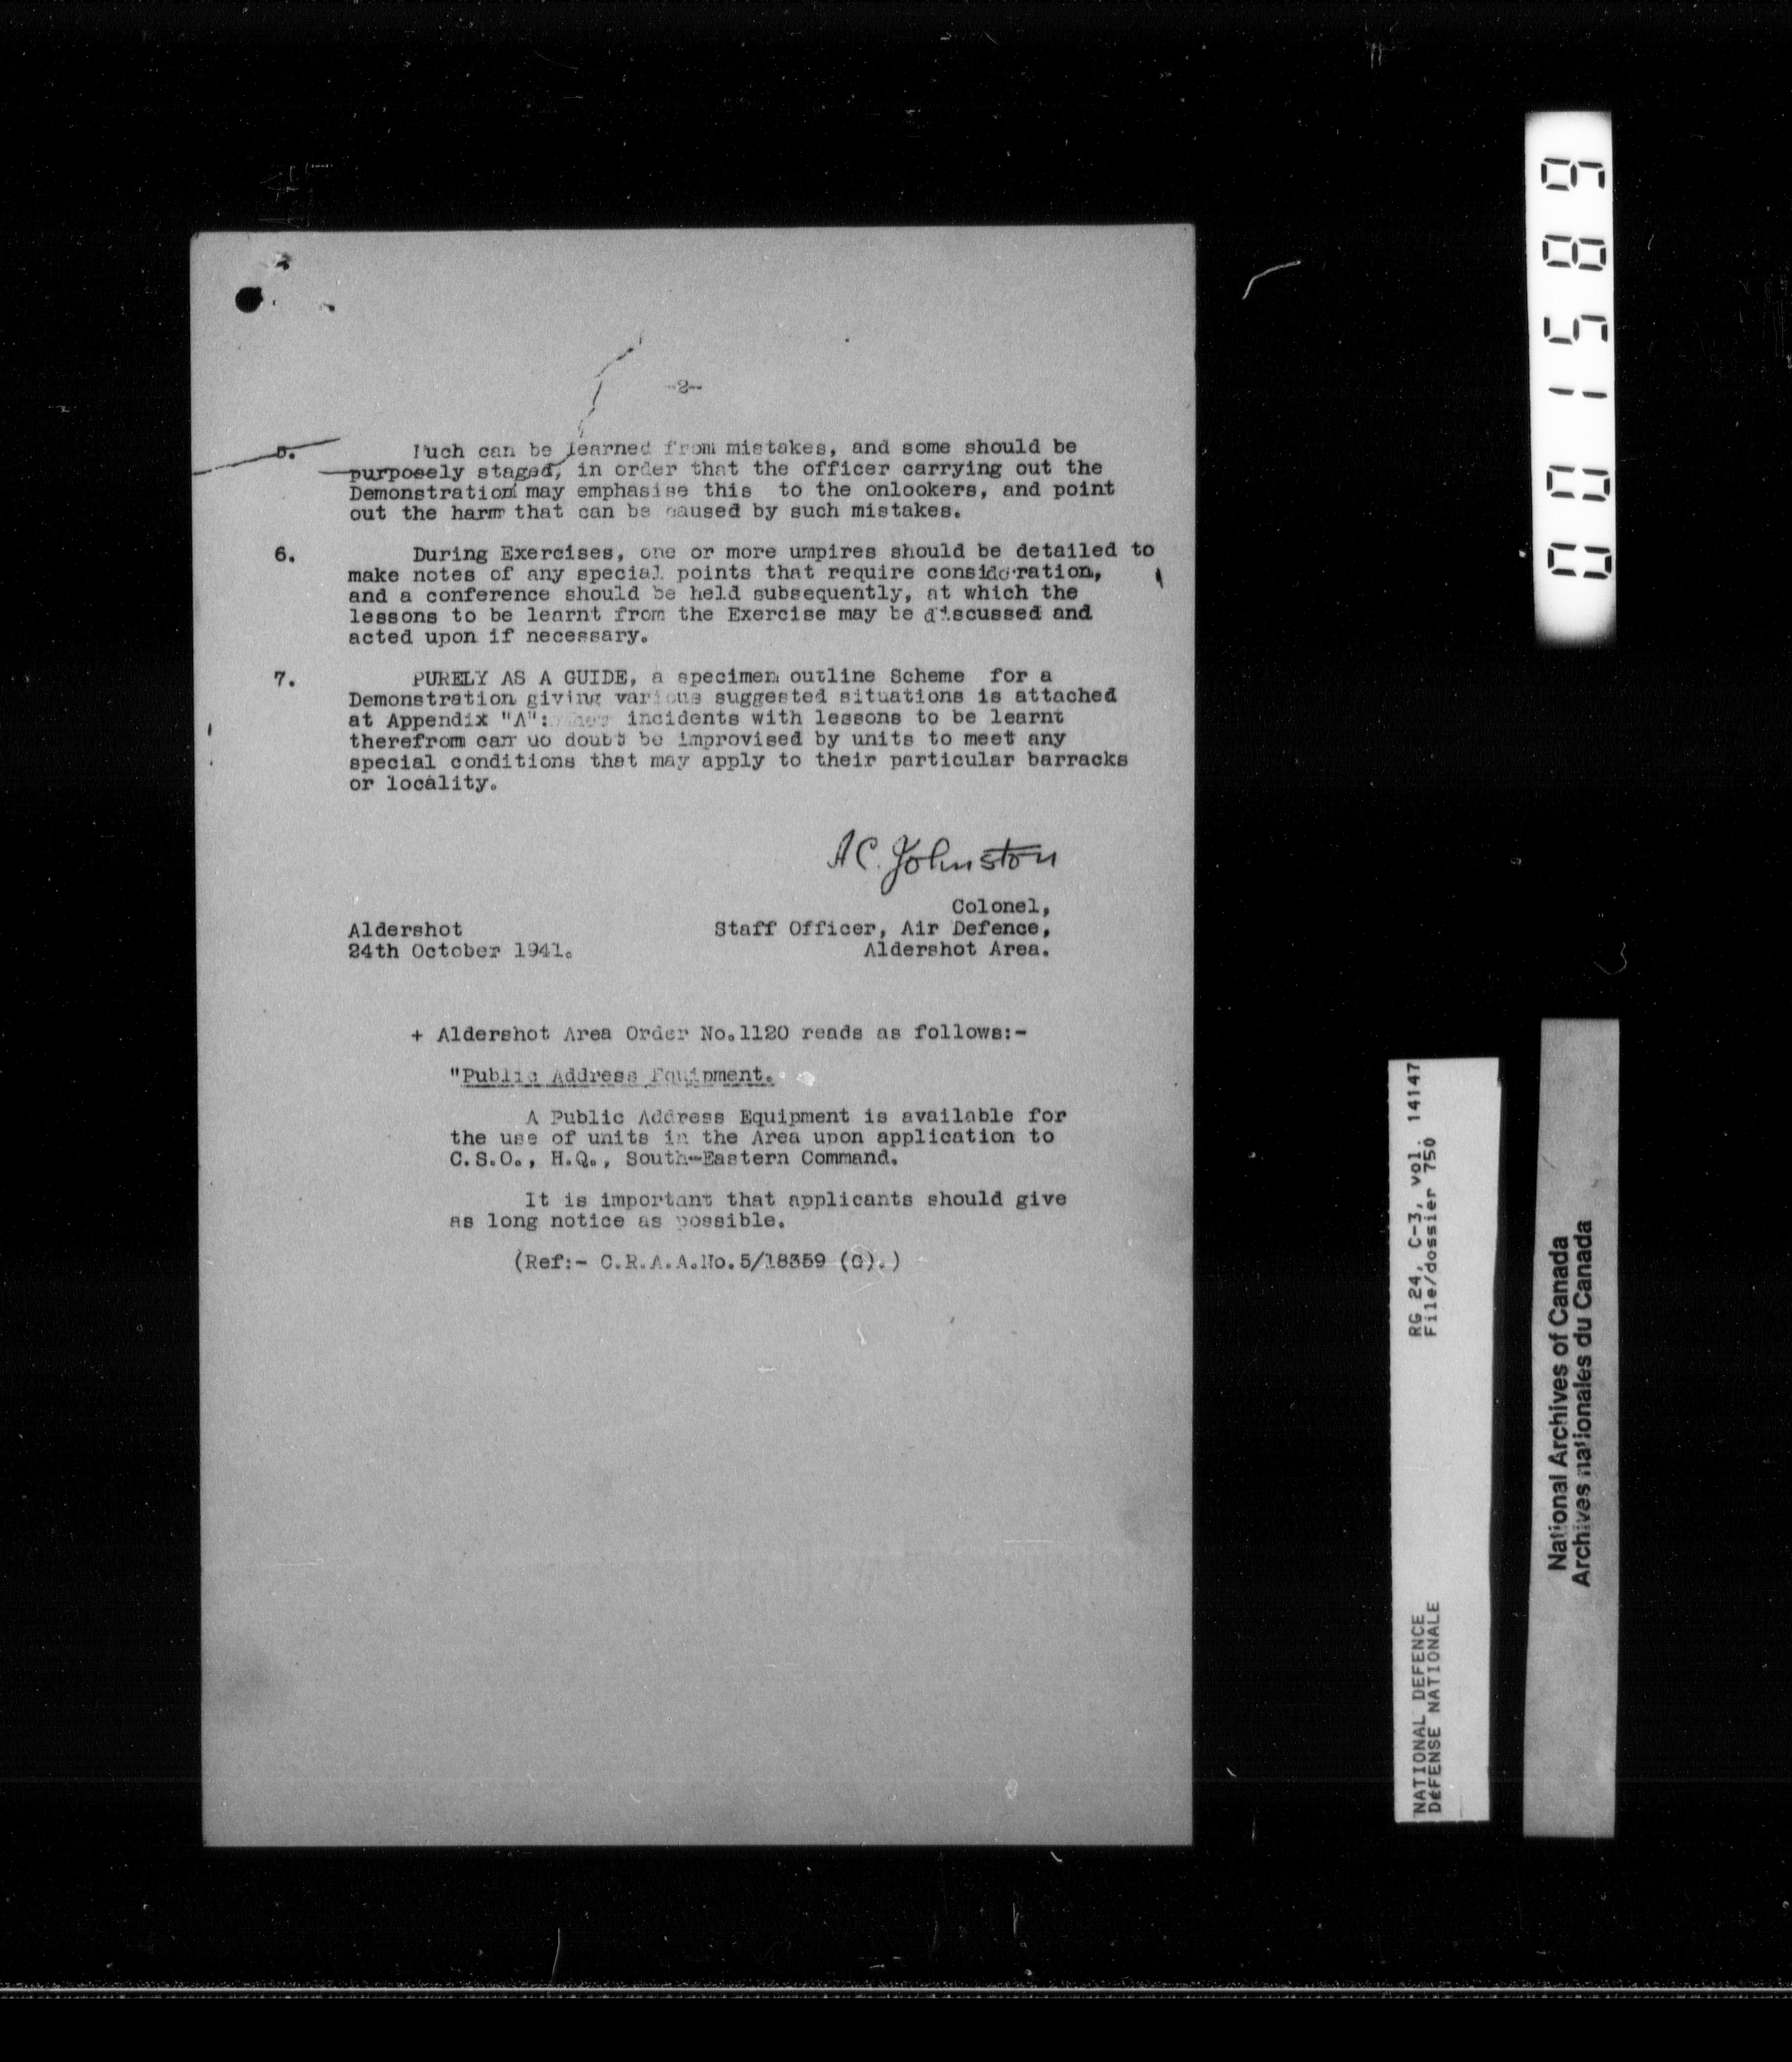 -2-
5. Much can be learned from mistakes, and some should be
purposely staged, in order that the officer carrying out the
Demonstration may emphasise this to the onlookers, and point
out the harm that can be caused by such mistakes.
6. During Exercises, one or more umpires should be detailed to
make notes of any special points that require consideration,
and a conference should be held subsequently, at which the
lessons to be learnt from the Exercise may be discussed and
acted upon if necessary.
7. PURELY AS A GUIDE, a specimen outline Scheme for a
Demonstration giving various suggested situations is attached
at Appendix "A": other incidents with lessons to be learnt
therefrom can no doubt be improvised by units to meet any
special conditions that may apply to their particular barracks
or locality.
A C. Johnston
Colonel,
Aldershot Staff Officer, Air Defence,
24th October 1941. Aldershot Area.
+ Aldershot Area Order No.1120 reads as follows:-
"Public Address Equipment.
A Public Address Equipment is available for
the use of units in the Area upon application to
C.S.O., H.Q., South-Eastern Command.
It is important that applicants should give
as long notice as possible.
(Ref:- C.R.A.A.No.5/18359 (G).)
001589
NATIONAL DEFENCE RG 24, C-3, vol. 14147
DÉFENSE NATIONALE File/dossier 750
National Archives of Canada
Archives nationales du Canada